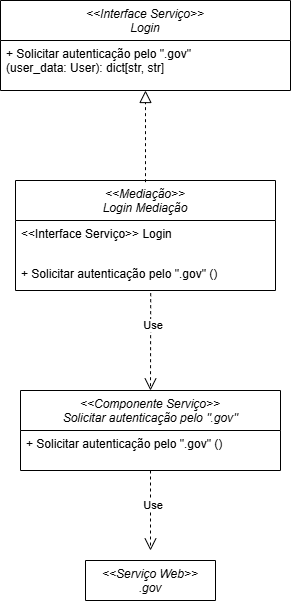 <<Interface Serviço>>
Login
+ Solicitar autenticação pelo ".gov"
(user_data: User): dict[str, str]
<<Mediação>>
Login Mediação
<<Interface Serviço>> Login
+ Solicitar autenticação pelo ".gov" ()
Use
<<Componente Serviço>>
Solicitar autenticação pelo ".gov"
+ Solicitar autenticação pelo ".gov" ()
Use
<<Serviço Web>>
.gov